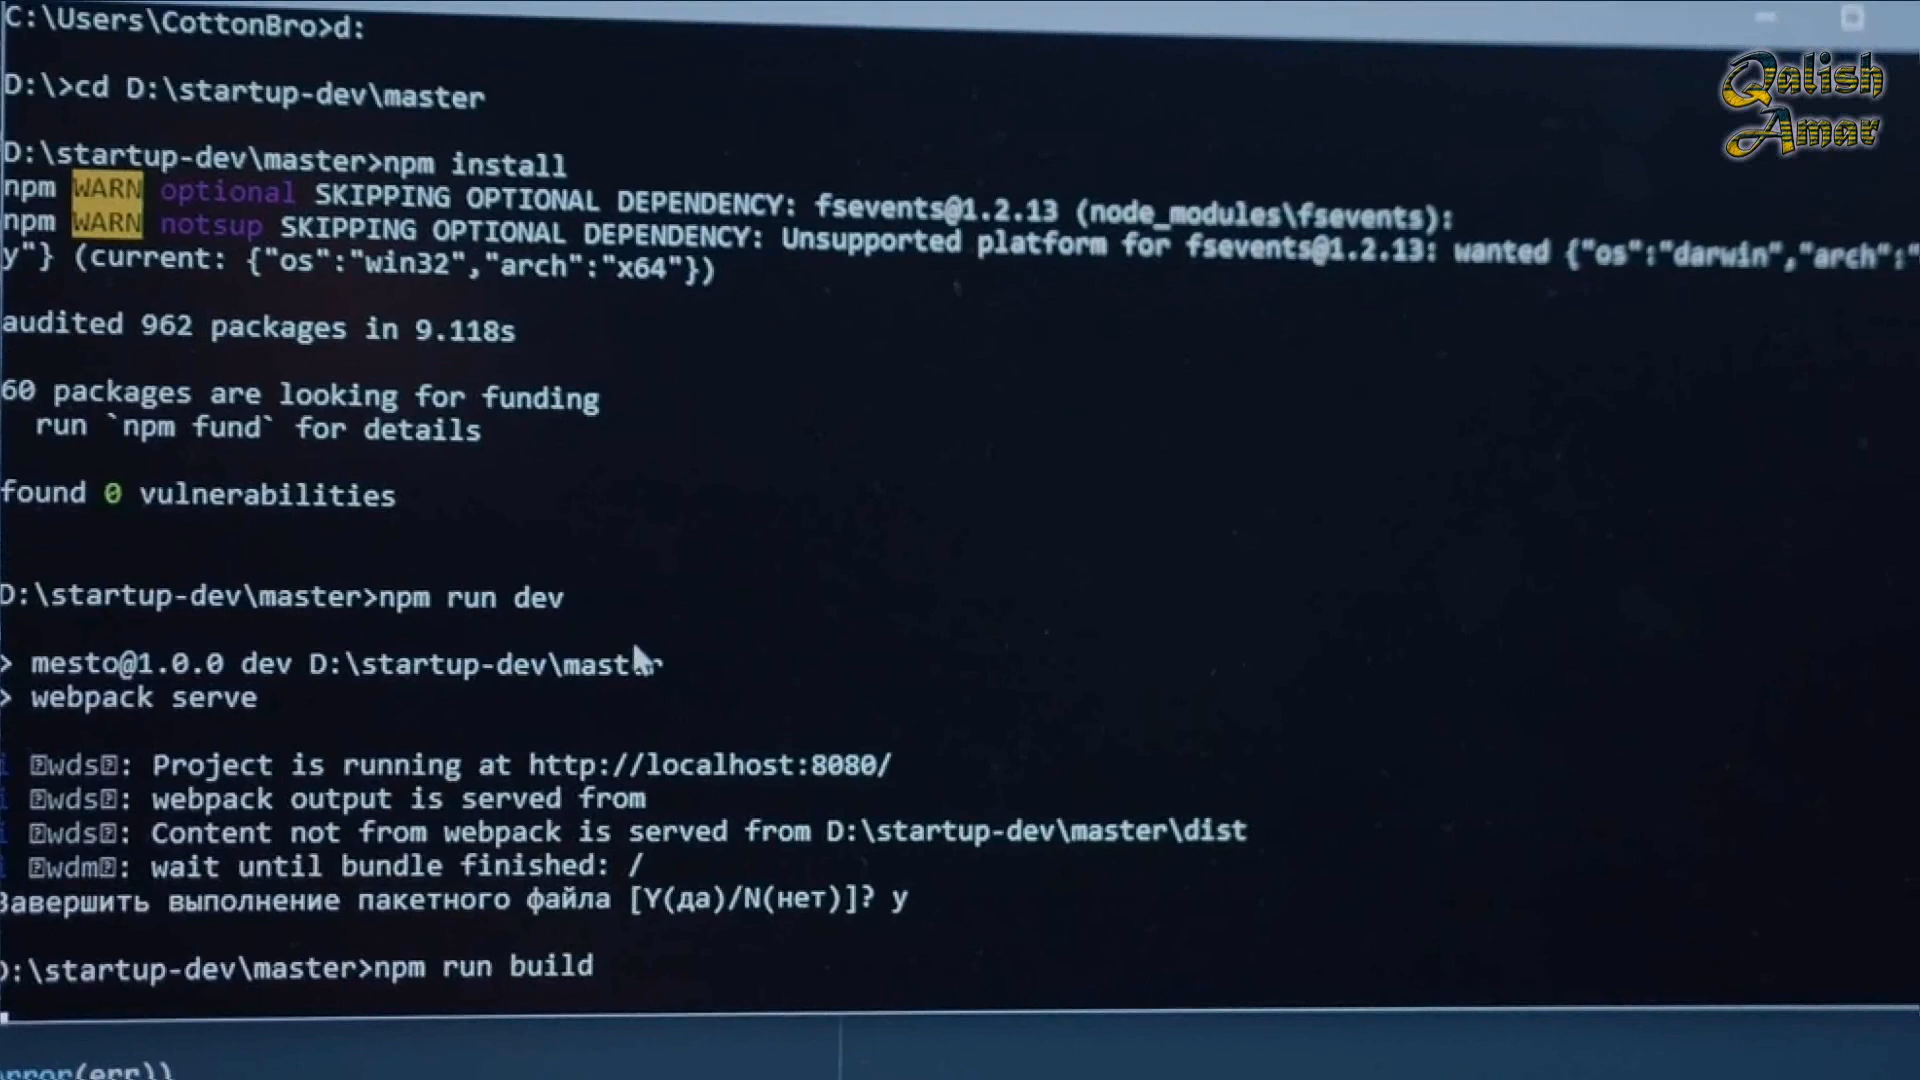 C:\Users\CottonBro>d:
D:\>cd D:\startup-dev\master
D:\startup-dev\master>npm install
npm WARN optional SKIPPING OPTIONAL DEPENDENCY: fsevents@1.2.13 (node_modules\fsevents):
npm WARN notsup SKIPPING OPTIONAL DEPENDENCY: Unsupported platform for fsevents@1.2.13: wanted {"os":"darwin","arch":"
y"} (current: {"os":"win32","arch":"x64"})
audited 962 packages in 9.118s
60 packages are looking for funding
run `npm fund` for details
found 0 vulnerabilities
D:\startup-dev\master>npm run dev
> mesto@1.0.0 dev D:\startup-dev\master
> webpack serve
i ⍰wds⍰: Project is running at http://localhost:8080/
i ⍰wds⍰: webpack output is served from
i ⍰wds⍰: Content not from webpack is served from D:\startup-dev\master\dist
i ⍰wdm⍰: wait until bundle finished: /
Завершить выполнение пакетного файла [Y(да)/N(нет)]? y
D:\startup-dev\master>npm run build
error(err))
Qalish
Amar